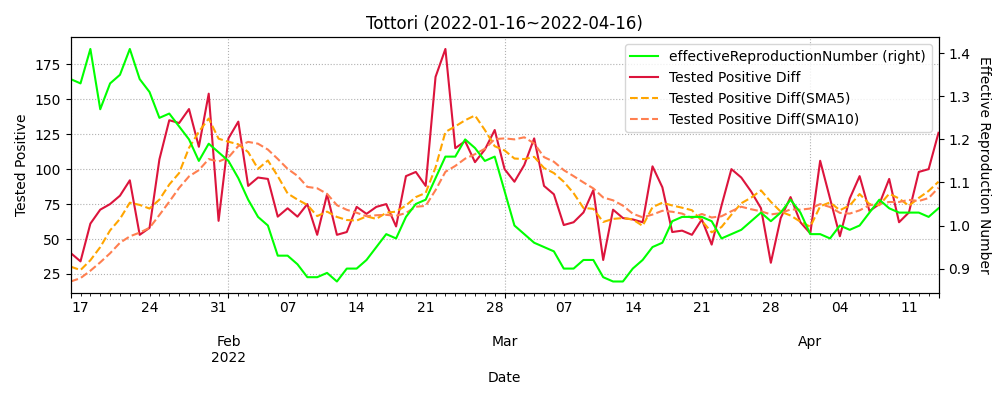 Tottori (2022-01-16~2022-04-16)
effectiveReproductionNumber (right)
Tested Positive Diff
Tested Positive Diff(SMA5)
Tested Positive Diff(SMA10)
Tested Positive
175
150
125
100
75
50
25
Effective Reproduction Number
1.4
1.3
1.2
1.1
1.0
0.9
17 24 31 07 14 21 28 07 14 21 28 04 11
Feb Mar Apr
2022
Date